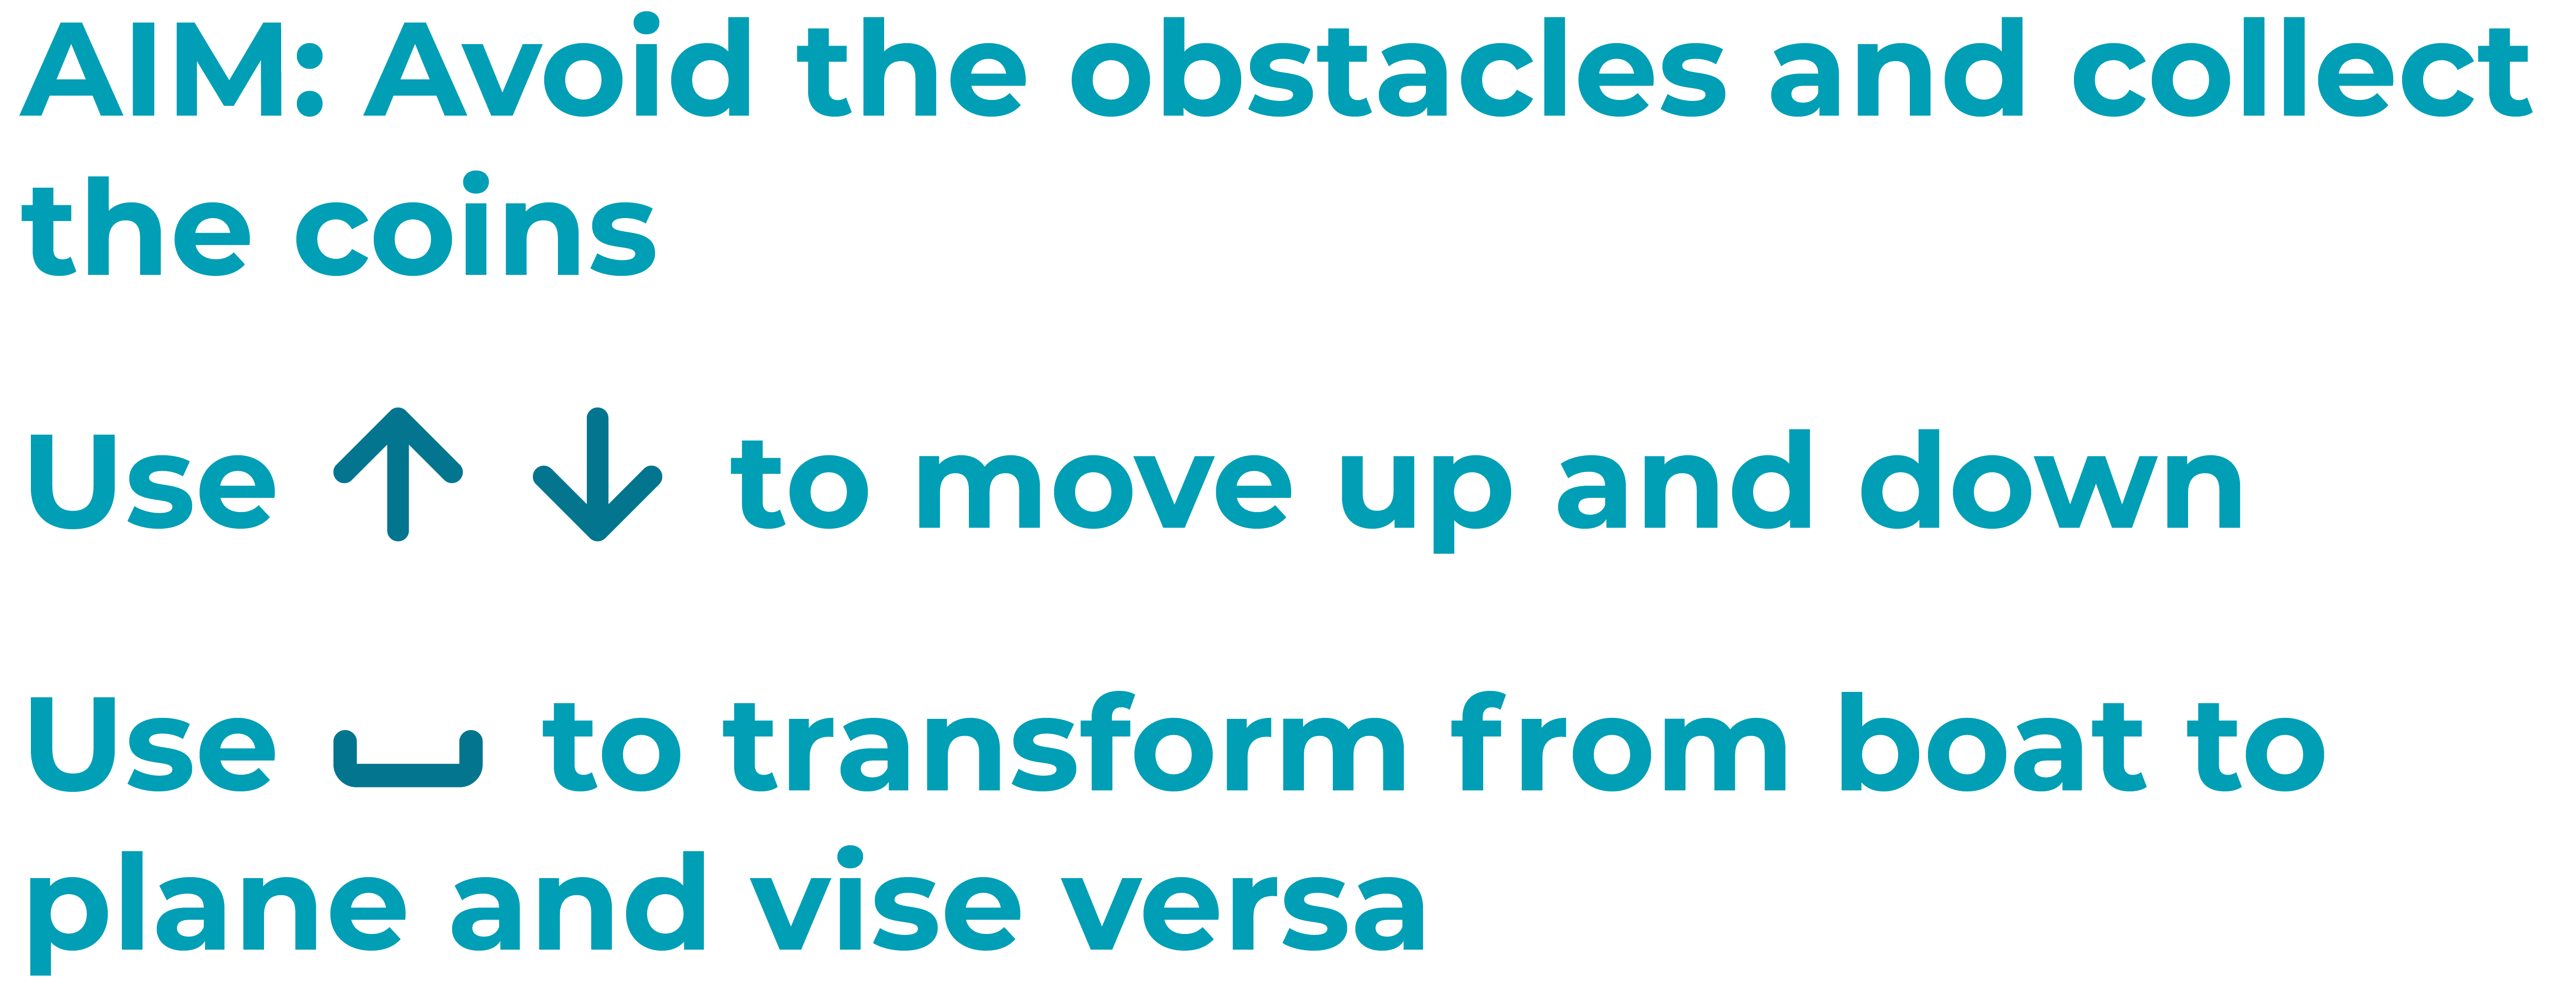 AIM: Avoid the obstacles and collect
the coins
Use ↑ ↓ to move up and down
Use ⎵ to transform from boat to
plane and vise versa